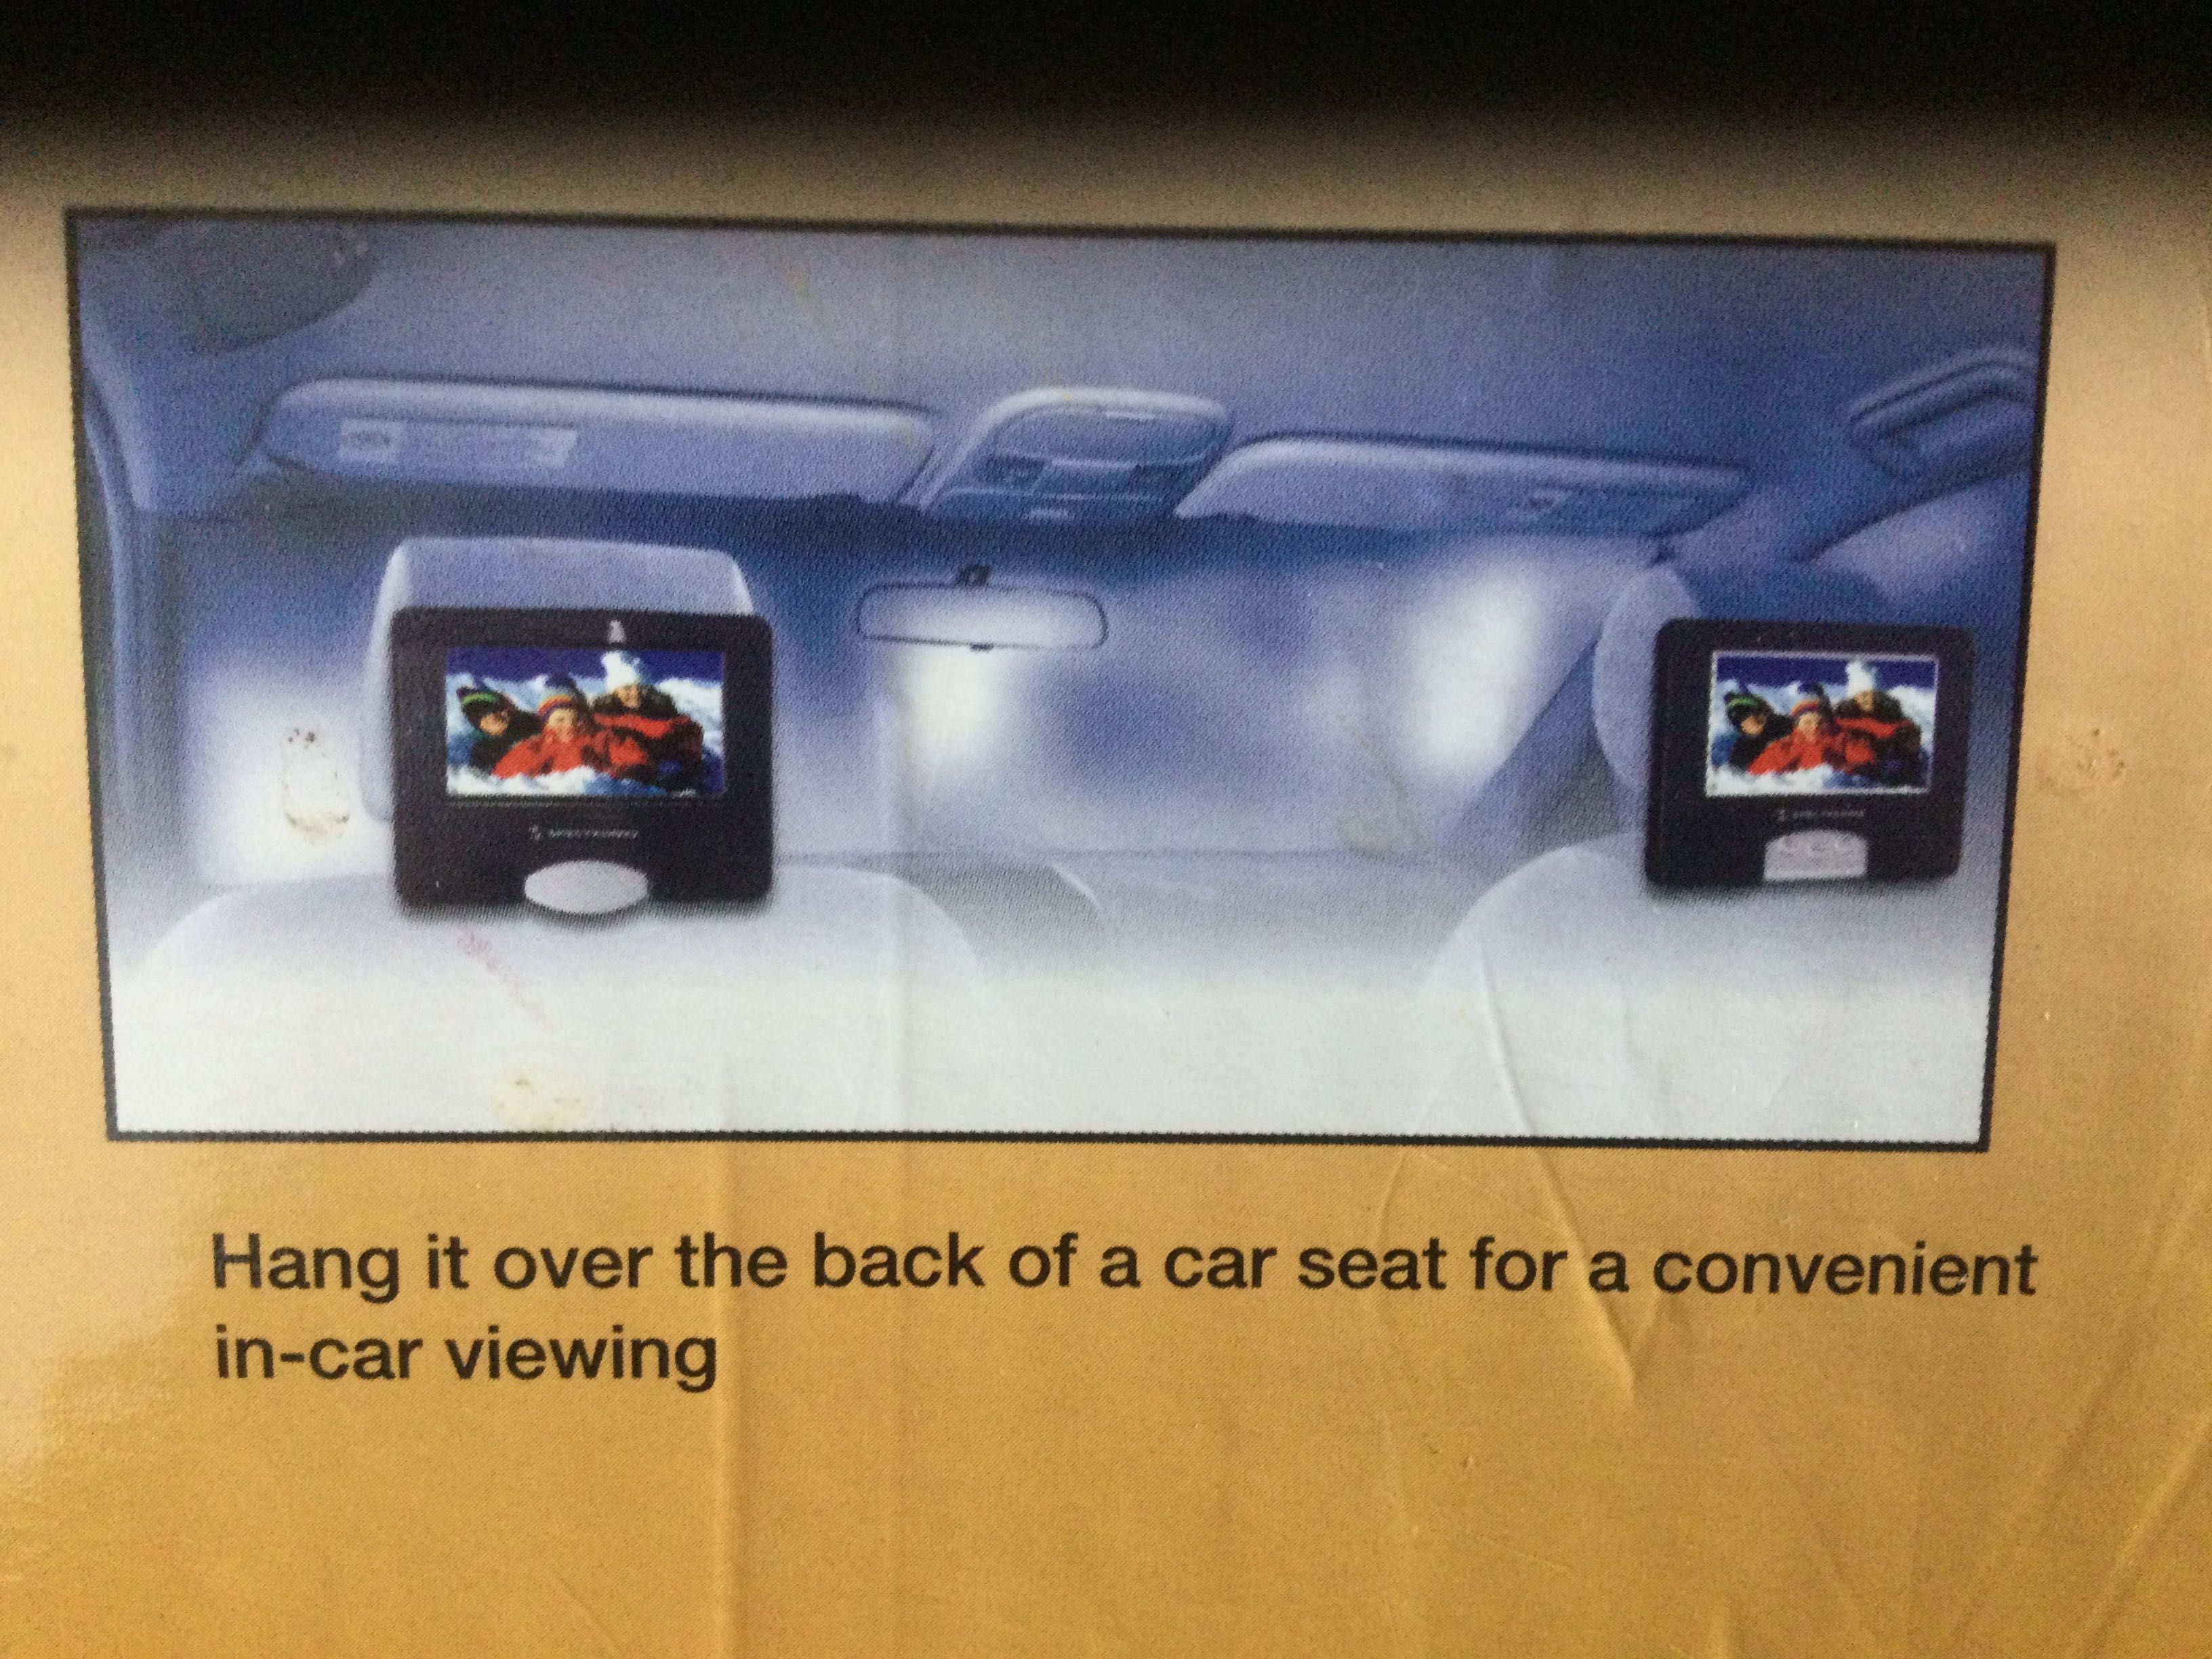 Hang it over the back of a car seat for a convenient
in-car viewing